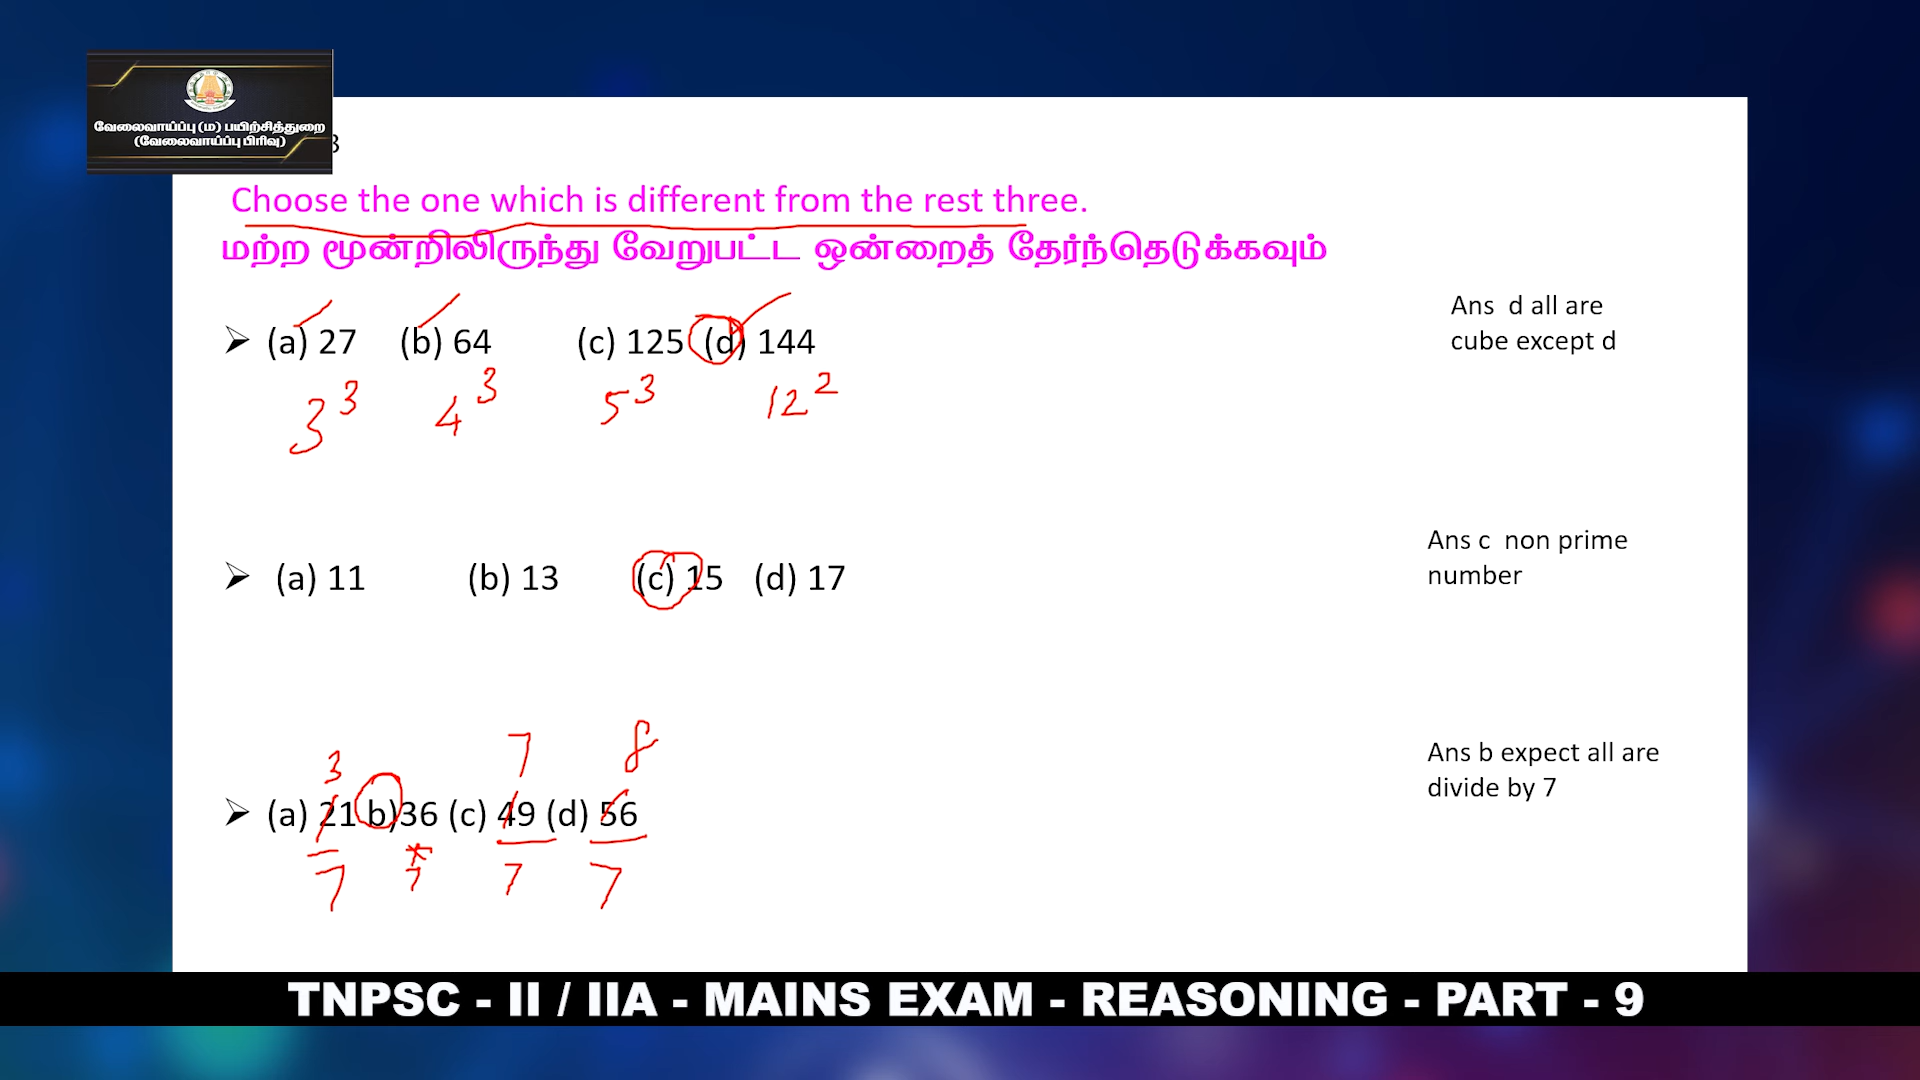 வேலைவாய்ப்பு (ம) பயிற்சித்துறை
(வேலைவாய்ப்பு பிரிவு)
3
Choose the one which is different from the rest three.
மற்ற மூன்றிலிருந்து வேறுபட்ட ஒன்றைத் தேர்ந்தெடுக்கவும்
➢ (a) 27 (b) 64 (c) 125 (d) 144
3³ 4³ 5³ 12²
Ans d all are
cube except d
➢ (a) 11 (b) 13 (c) 15 (d) 17
Ans c non prime
number
3 7 8
➢ (a) 21 b)36 (c) 49 (d) 56
7 7 7 7
Ans b expect all are
divide by 7
TNPSC - II / IIA - MAINS EXAM - REASONING - PART - 9